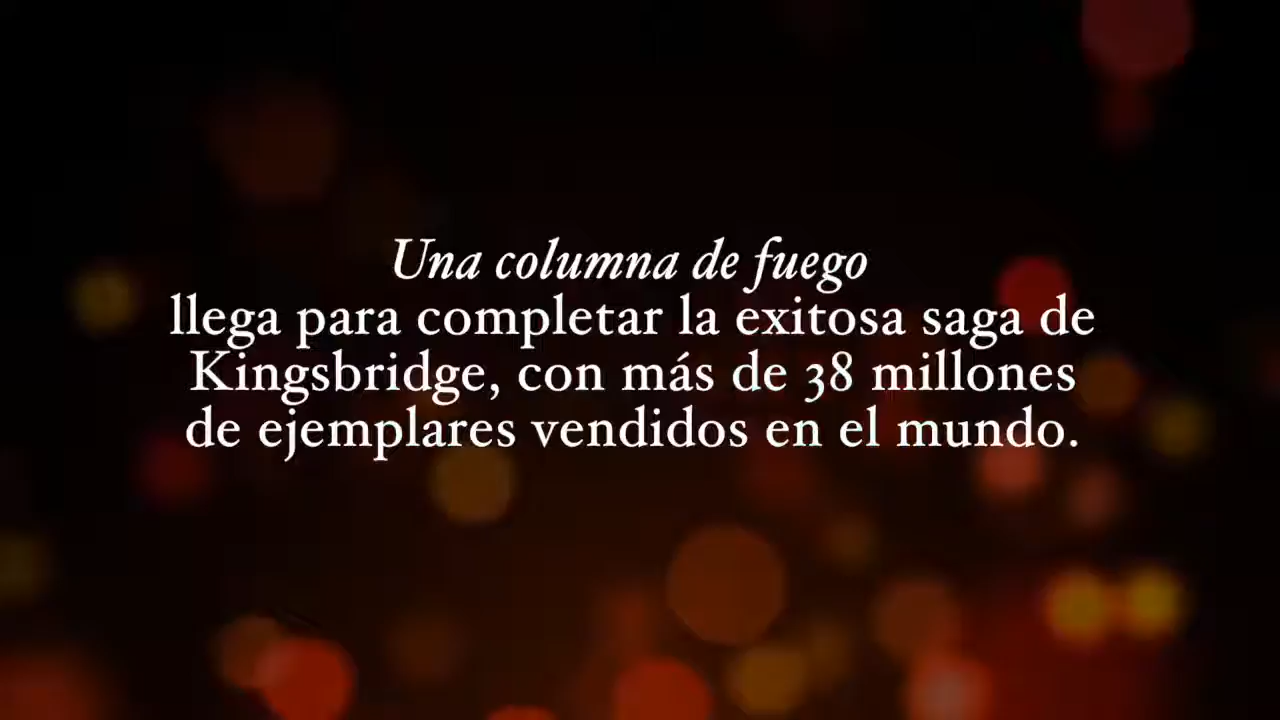 Una columna de fuego
llega para completar la exitosa saga de
Kingsbridge, con más de 38 millones
de ejemplares vendidos en el mundo.